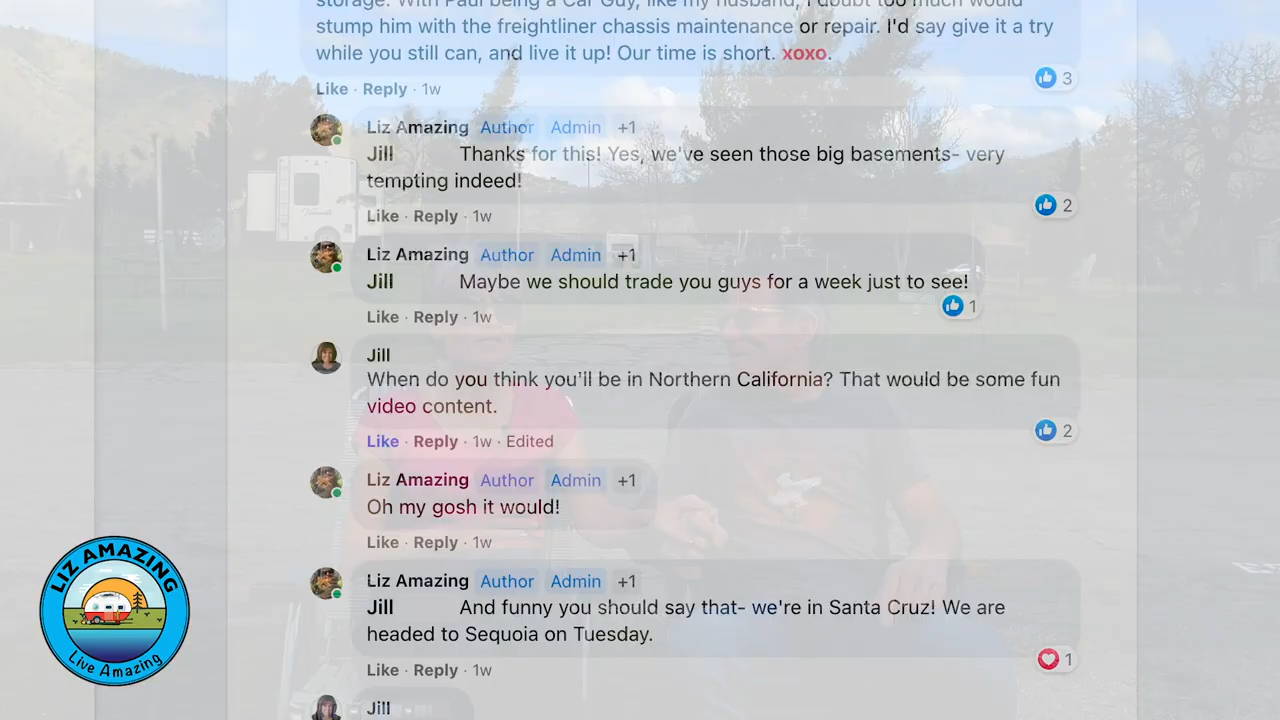 storage. With Paul being a Car Guy, like my husband, I doubt too much would
stump him with the freightliner chassis maintenance or repair. I'd say give it a try
while you still can, and live it up! Our time is short. xoxo.
Like · Reply · 1w
3
Liz Amazing Author Admin +1
Jill Thanks for this! Yes, we've seen those big basements- very
tempting indeed!
Like · Reply · 1w
2
Liz Amazing Author Admin +1
Jill Maybe we should trade you guys for a week just to see!
Like · Reply · 1w
1
Jill
When do you think you'll be in Northern California? That would be some fun
video content.
Like · Reply · 1w · Edited
2
Liz Amazing Author Admin +1
Oh my gosh it would!
Like · Reply · 1w
Liz Amazing Author Admin +1
Jill And funny you should say that- we're in Santa Cruz! We are
headed to Sequoia on Tuesday.
Like · Reply · 1w
1
Jill
LIZ AMAZING
Live Amazing